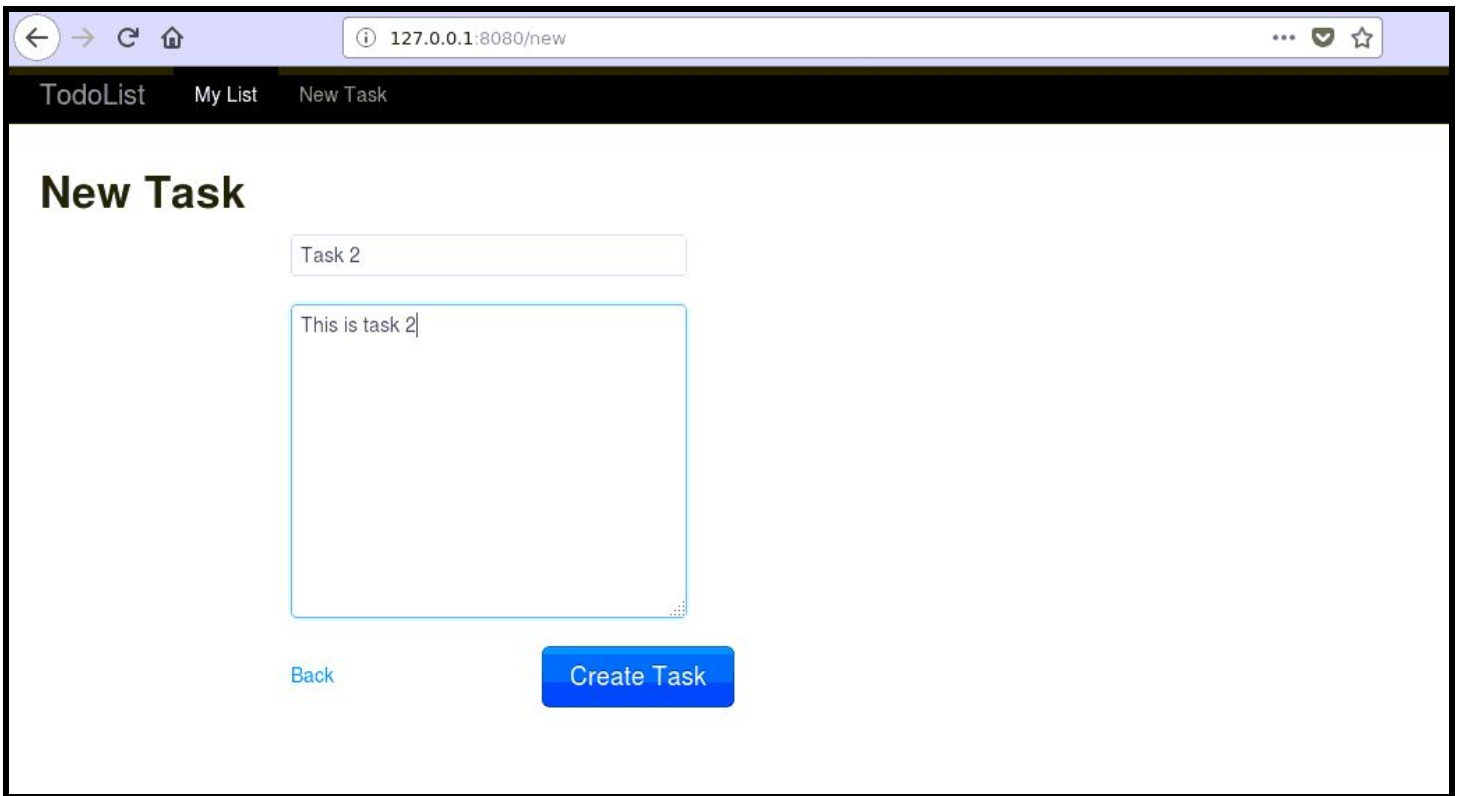 127.0.0.1:8080/new
TodoList My List New Task
New Task
Task 2
This is task 2
Back Create Task